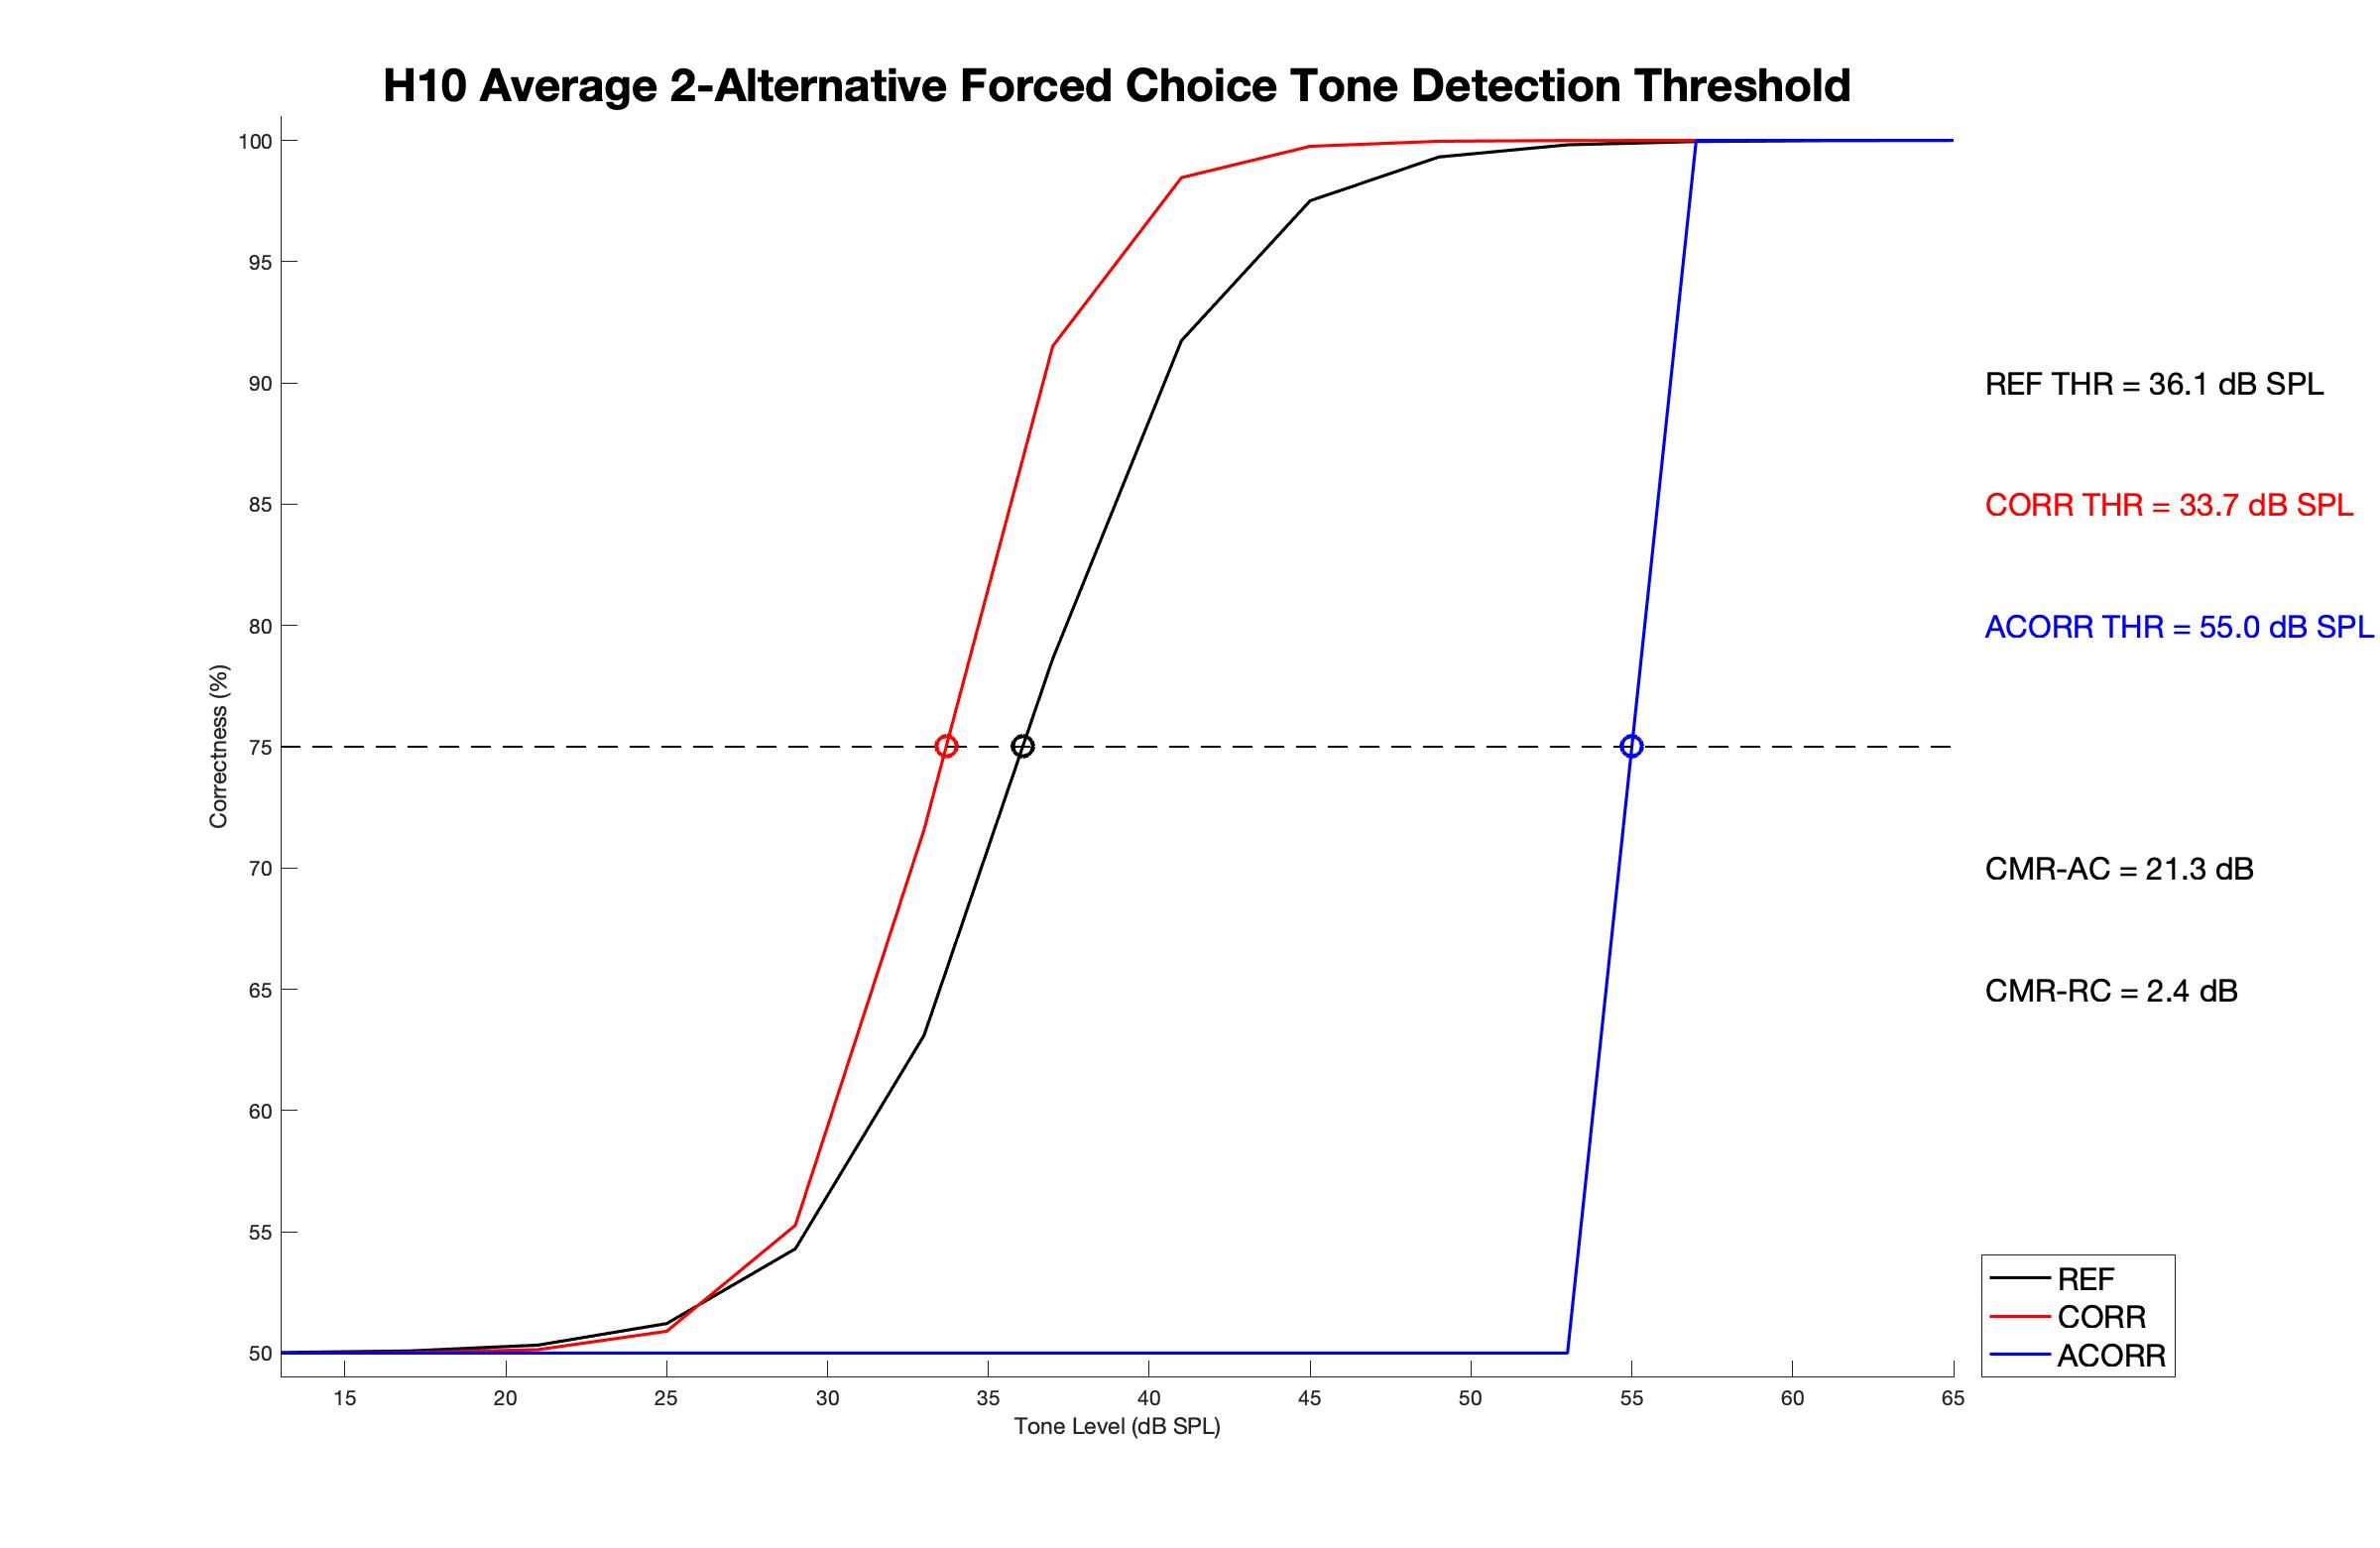 H10 Average 2-Alternative Forced Choice Tone Detection Threshold
100
95
90
85
80
75
70
65
60
55
50
Correctness (%)
15 20 25 30 35 40 45 50 55 60 65
Tone Level (dB SPL)
REF THR = 36.1 dB SPL
CORR THR = 33.7 dB SPL
ACORR THR = 55.0 dB SPL
CMR-AC = 21.3 dB
CMR-RC = 2.4 dB
REF
CORR
ACORR